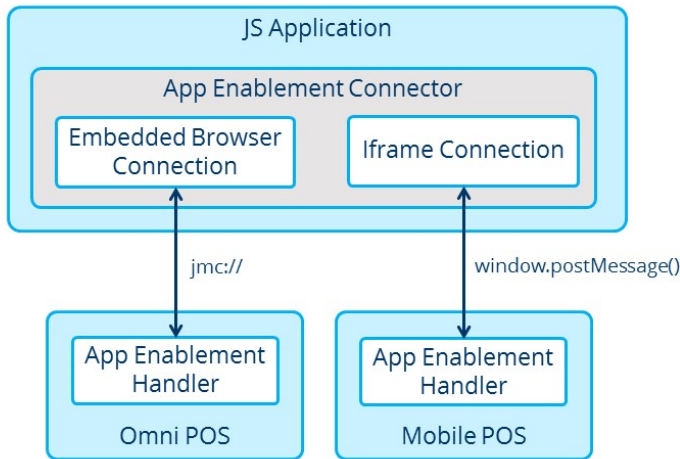 JS Application
App Enablement Connector
Embedded Browser
Connection
Iframe Connection
jmc://
window.postMessage()
App Enablement
Handler
Omni POS
App Enablement
Handler
Mobile POS